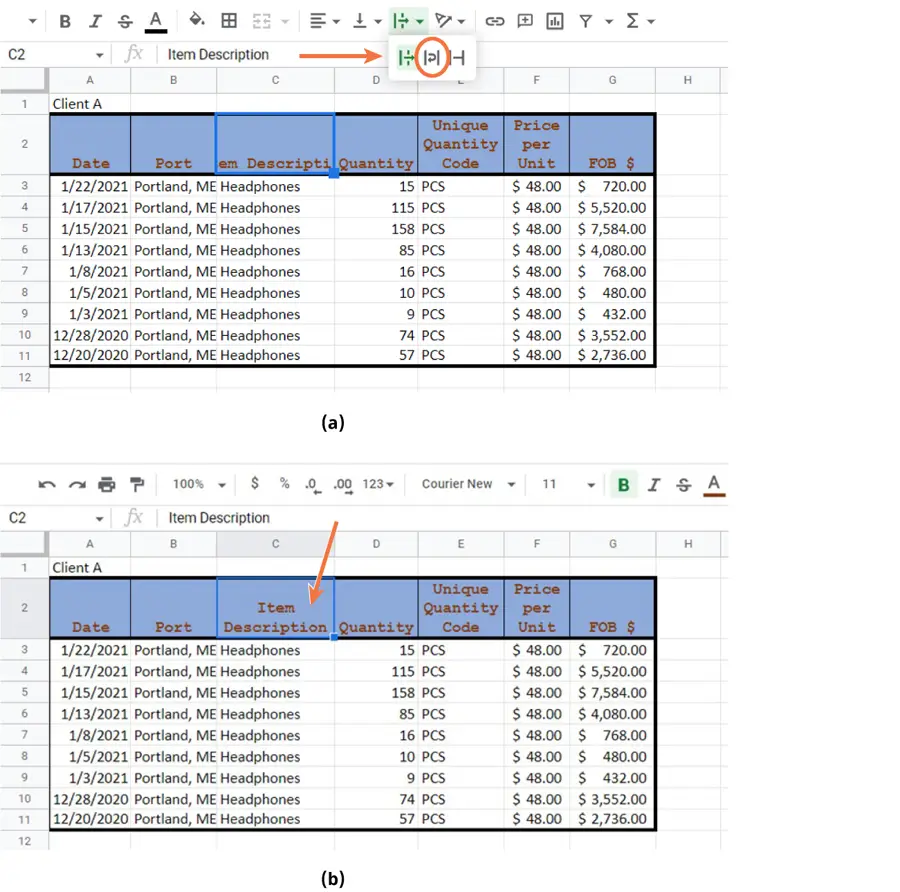 B I S A
C2 fx Item Description
A B C D E F G H
1 Client A
2 Date Port em Descripti Quantity Unique Quantity Code Price per Unit FOB $
3 1/22/2021 Portland, ME Headphones 15 PCS $ 48.00 $ 720.00
4 1/17/2021 Portland, ME Headphones 115 PCS $ 48.00 $ 5,520.00
5 1/15/2021 Portland, ME Headphones 158 PCS $ 48.00 $ 7,584.00
6 1/13/2021 Portland, ME Headphones 85 PCS $ 48.00 $ 4,080.00
7 1/8/2021 Portland, ME Headphones 16 PCS $ 48.00 $ 768.00
8 1/5/2021 Portland, ME Headphones 10 PCS $ 48.00 $ 480.00
9 1/3/2021 Portland, ME Headphones 9 PCS $ 48.00 $ 432.00
10 12/28/2020 Portland, ME Headphones 74 PCS $ 48.00 $ 3,552.00
11 12/20/2020 Portland, ME Headphones 57 PCS $ 48.00 $ 2,736.00
12
(a)
100% $ % .0 .00 123 Courier New 11 B I S A
C2 fx Item Description
A B C D E F G H
1 Client A
2 Date Port Item Description Quantity Unique Quantity Code Price per Unit FOB $
3 1/22/2021 Portland, ME Headphones 15 PCS $ 48.00 $ 720.00
4 1/17/2021 Portland, ME Headphones 115 PCS $ 48.00 $ 5,520.00
5 1/15/2021 Portland, ME Headphones 158 PCS $ 48.00 $ 7,584.00
6 1/13/2021 Portland, ME Headphones 85 PCS $ 48.00 $ 4,080.00
7 1/8/2021 Portland, ME Headphones 16 PCS $ 48.00 $ 768.00
8 1/5/2021 Portland, ME Headphones 10 PCS $ 48.00 $ 480.00
9 1/3/2021 Portland, ME Headphones 9 PCS $ 48.00 $ 432.00
10 12/28/2020 Portland, ME Headphones 74 PCS $ 48.00 $ 3,552.00
11 12/20/2020 Portland, ME Headphones 57 PCS $ 48.00 $ 2,736.00
12
(b)